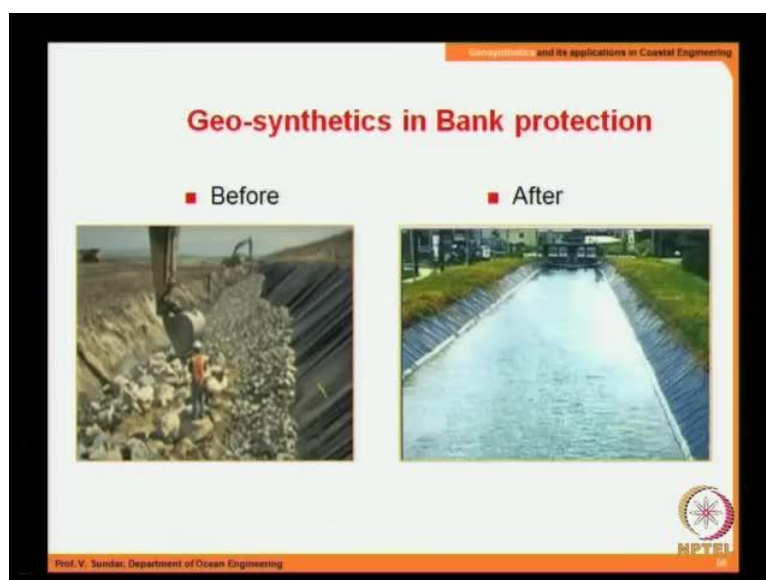 Geosynthetics and its applications in Coastal Engineering
Geo-synthetics in Bank protection
Before
After
NPTEL
Prof. V. Sundar, Department of Ocean Engineering